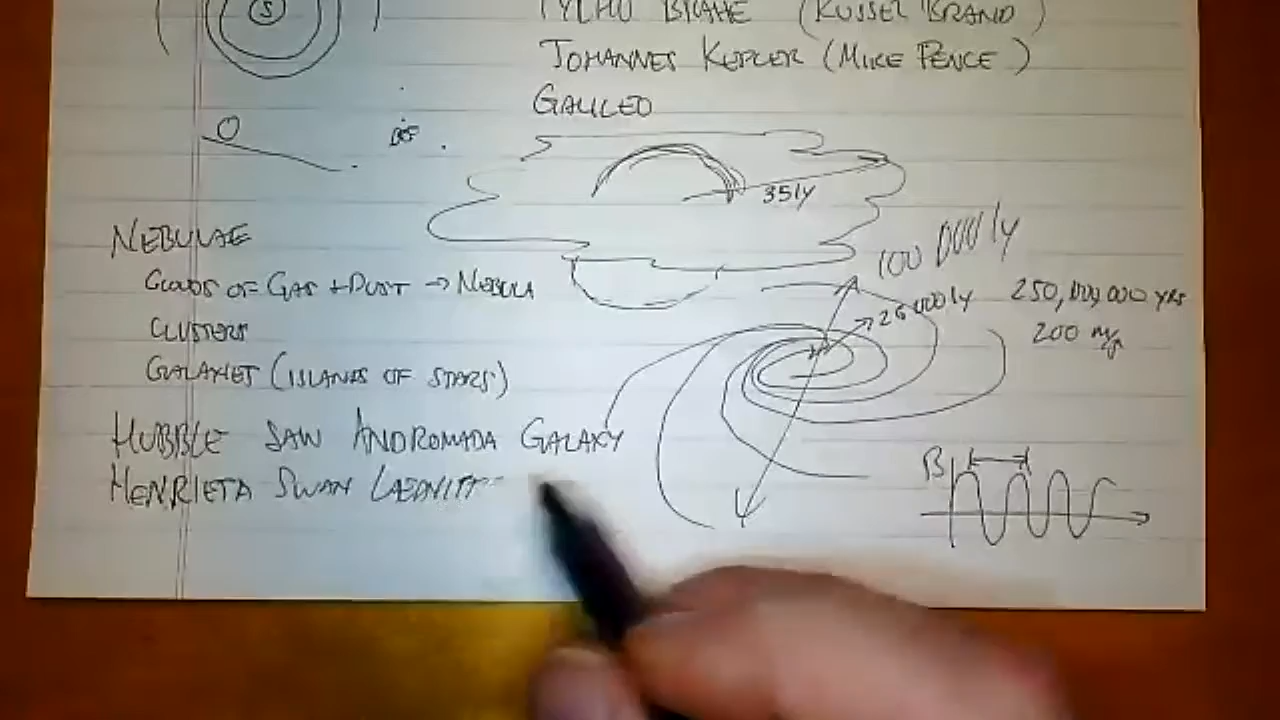 S
TYCHO BRAHE (RUSSEL BRAND)
JOHANNES KEPLER (MIKE PENCE)
GALILEO
35ly
NEBULAE
CLOUDS OF GAS + DUST → NEBULA
CLUSTERS
GALAXIES (ISLANDS OF STARS)
100 000 ly
26 000 ly
250,000,000 yrs
200 my
HUBBLE SAW ANDROMADA GALAXY
HENRIETA SWAN LAEVITT
B